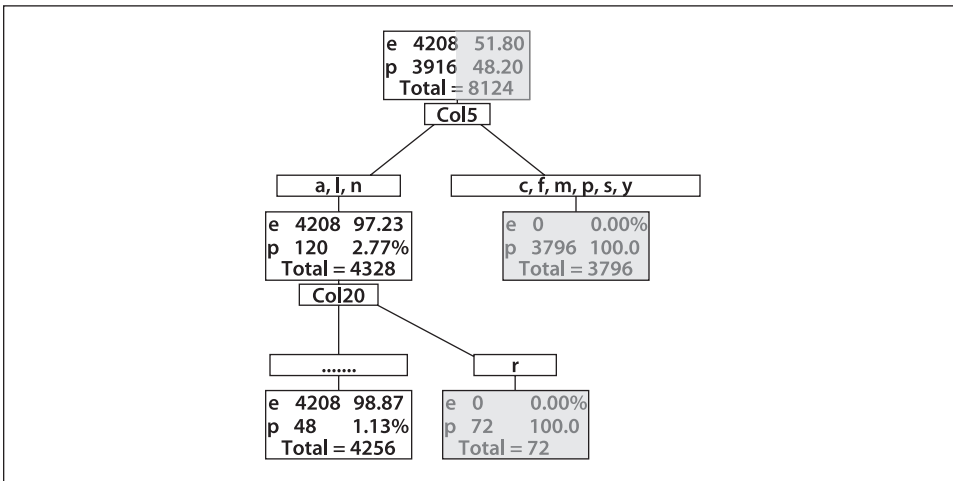 e 4208 51.80
p 3916 48.20
Total = 8124
Col5
a, l, n
c, f, m, p, s, y
e 4208 97.23
p 120 2.77%
Total = 4328
e 0 0.00%
p 3796 100.0
Total = 3796
Col20
.......
r
e 4208 98.87
p 48 1.13%
Total = 4256
e 0 0.00%
p 72 100.0
Total = 72